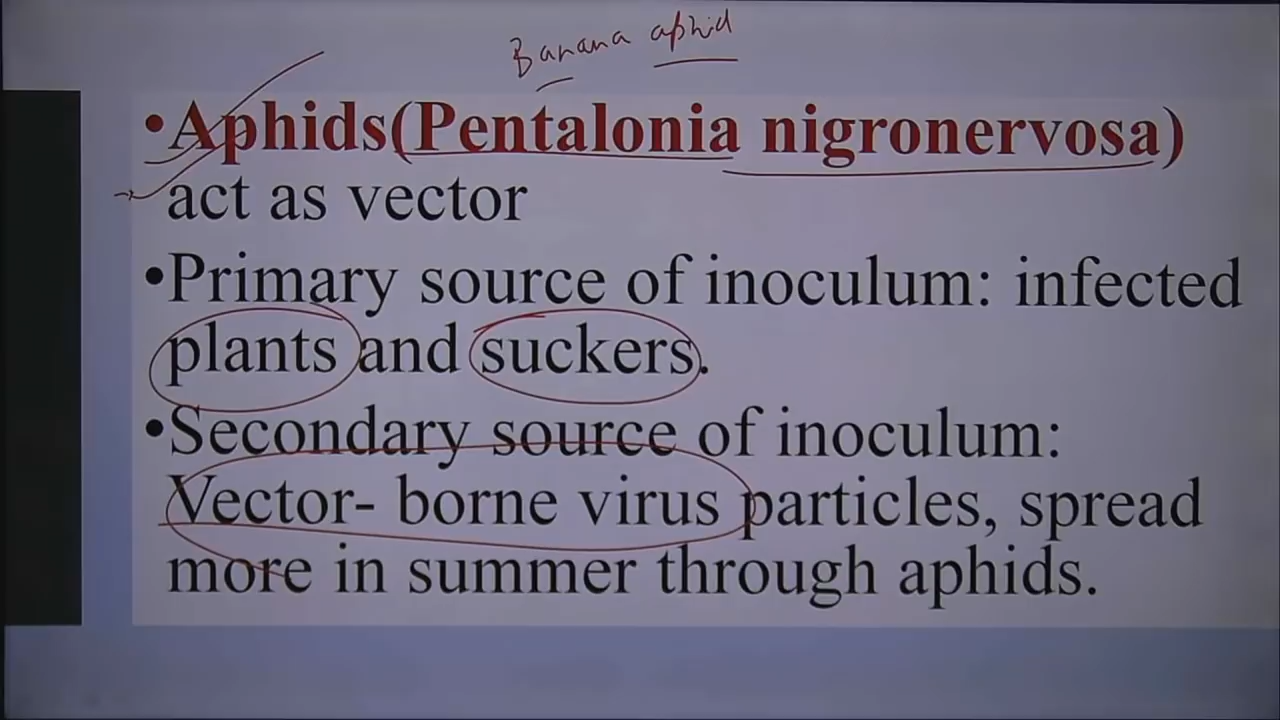 Banana aphid
•Aphids(Pentalonia nigronervosa)
act as vector
•Primary source of inoculum: infected
plants and suckers.
•Secondary source of inoculum:
Vector- borne virus particles, spread
more in summer through aphids.